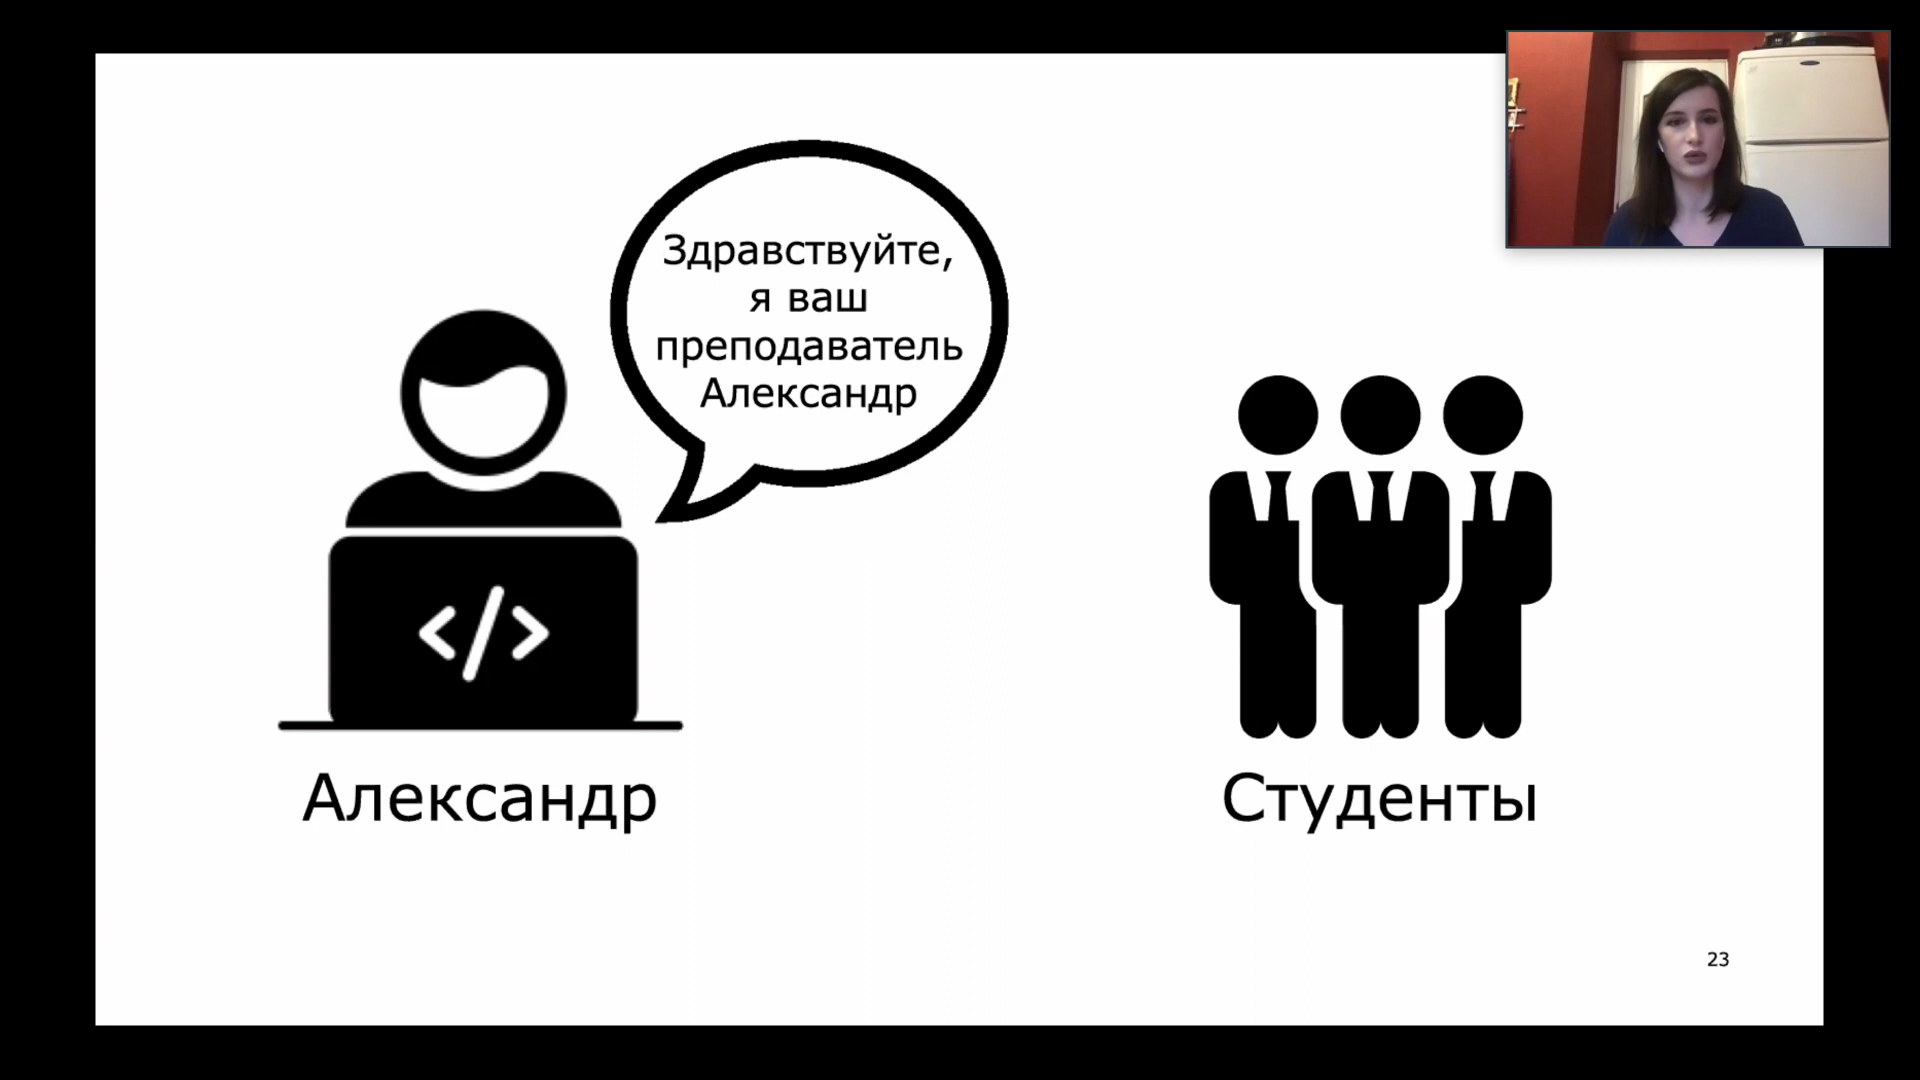 Здравствуйте,
я ваш
преподаватель
Александр
</>
Александр
Студенты
23